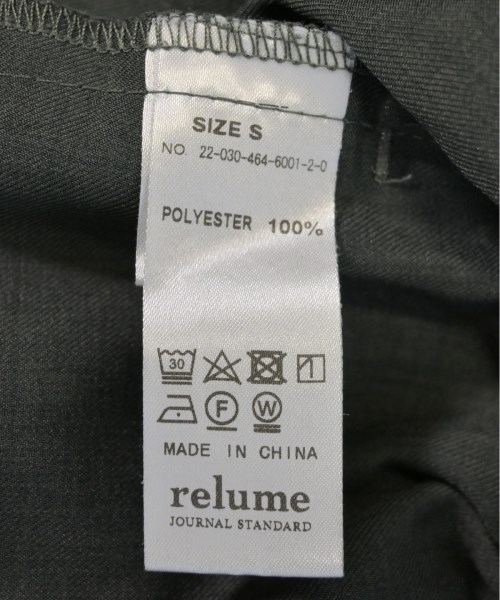 SIZE S
NO. 22-030-464-6001-2-0
POLYESTER 100%
30
F W
MADE IN CHINA
relume
JOURNAL STANDARD